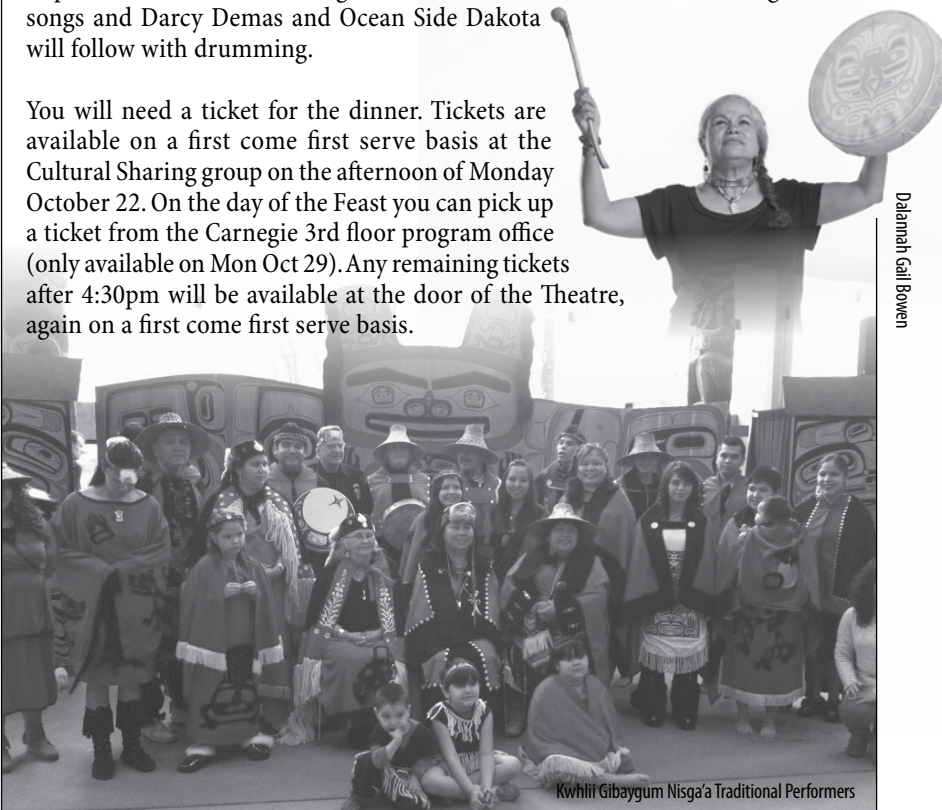 songs and Darcy Demas and Ocean Side Dakota
will follow with drumming.
You will need a ticket for the dinner. Tickets are
available on a first come first serve basis at the
Cultural Sharing group on the afternoon of Monday
October 22. On the day of the Feast you can pick up
a ticket from the Carnegie 3rd floor program office
(only available on Mon Oct 29). Any remaining tickets
after 4:30pm will be available at the door of the Theatre,
again on a first come first serve basis.
Dalannah Gail Bowen
Kwhlii Gibaygum Nisga'a Traditional Performers